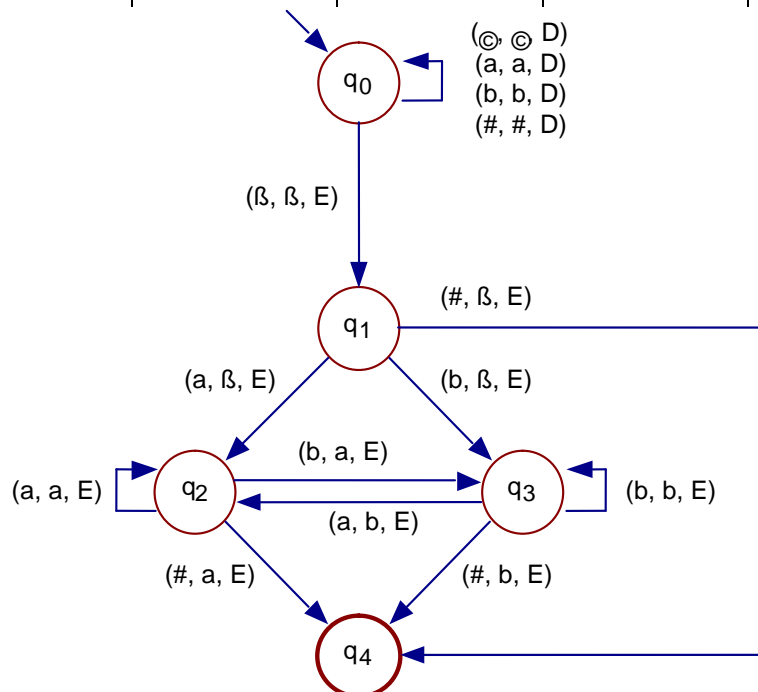 (©, ©, D)
(a, a, D)
(b, b, D)
(#, #, D)
q0
(ß, ß, E)
(#, ß, E)
q1
(a, ß, E)
(b, ß, E)
(b, a, E)
(a, a, E)
q2
q3
(b, b, E)
(a, b, E)
(#, a, E)
(#, b, E)
q4